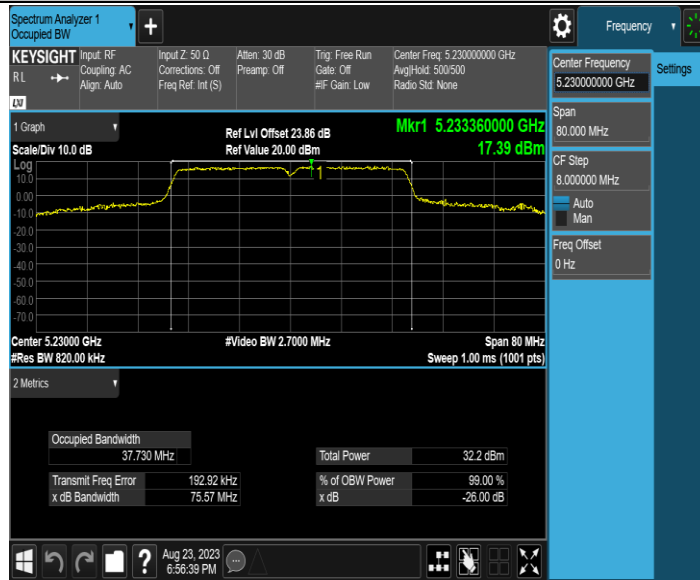 Spectrum Analyzer 1
Occupied BW
+
Frequency
KEYSIGHT
R L
LXI
Input: RF
Coupling: AC
Align: Auto
Input Z: 50 Ω
Corrections: Off
Freq Ref: Int (S)
Atten: 30 dB
Preamp: Off
Trig: Free Run
Gate: Off
#IF Gain: Low
Center Freq: 5.230000000 GHz
Avg|Hold: 500/500
Radio Std: None
Center Frequency
5.230000000 GHz
Settings
Span
80.000 MHz
CF Step
8.000000 MHz
Auto
Man
Freq Offset
0 Hz
1 Graph
Scale/Div 10.0 dB
Ref Lvl Offset 23.86 dB
Ref Value 20.00 dBm
Mkr1 5.233360000 GHz
17.39 dBm
Log
10.0
0.00
-10.0
-20.0
-30.0
-40.0
-50.0
-60.0
-70.0
1
Center 5.23000 GHz
#Res BW 820.00 kHz
#Video BW 2.7000 MHz
Span 80 MHz
Sweep 1.00 ms (1001 pts)
2 Metrics
Occupied Bandwidth
37.730 MHz
Total Power 32.2 dBm
Transmit Freq Error 192.92 kHz
% of OBW Power 99.00 %
x dB Bandwidth 75.57 MHz
x dB -26.00 dB
?
Aug 23, 2023
6:56:39 PM